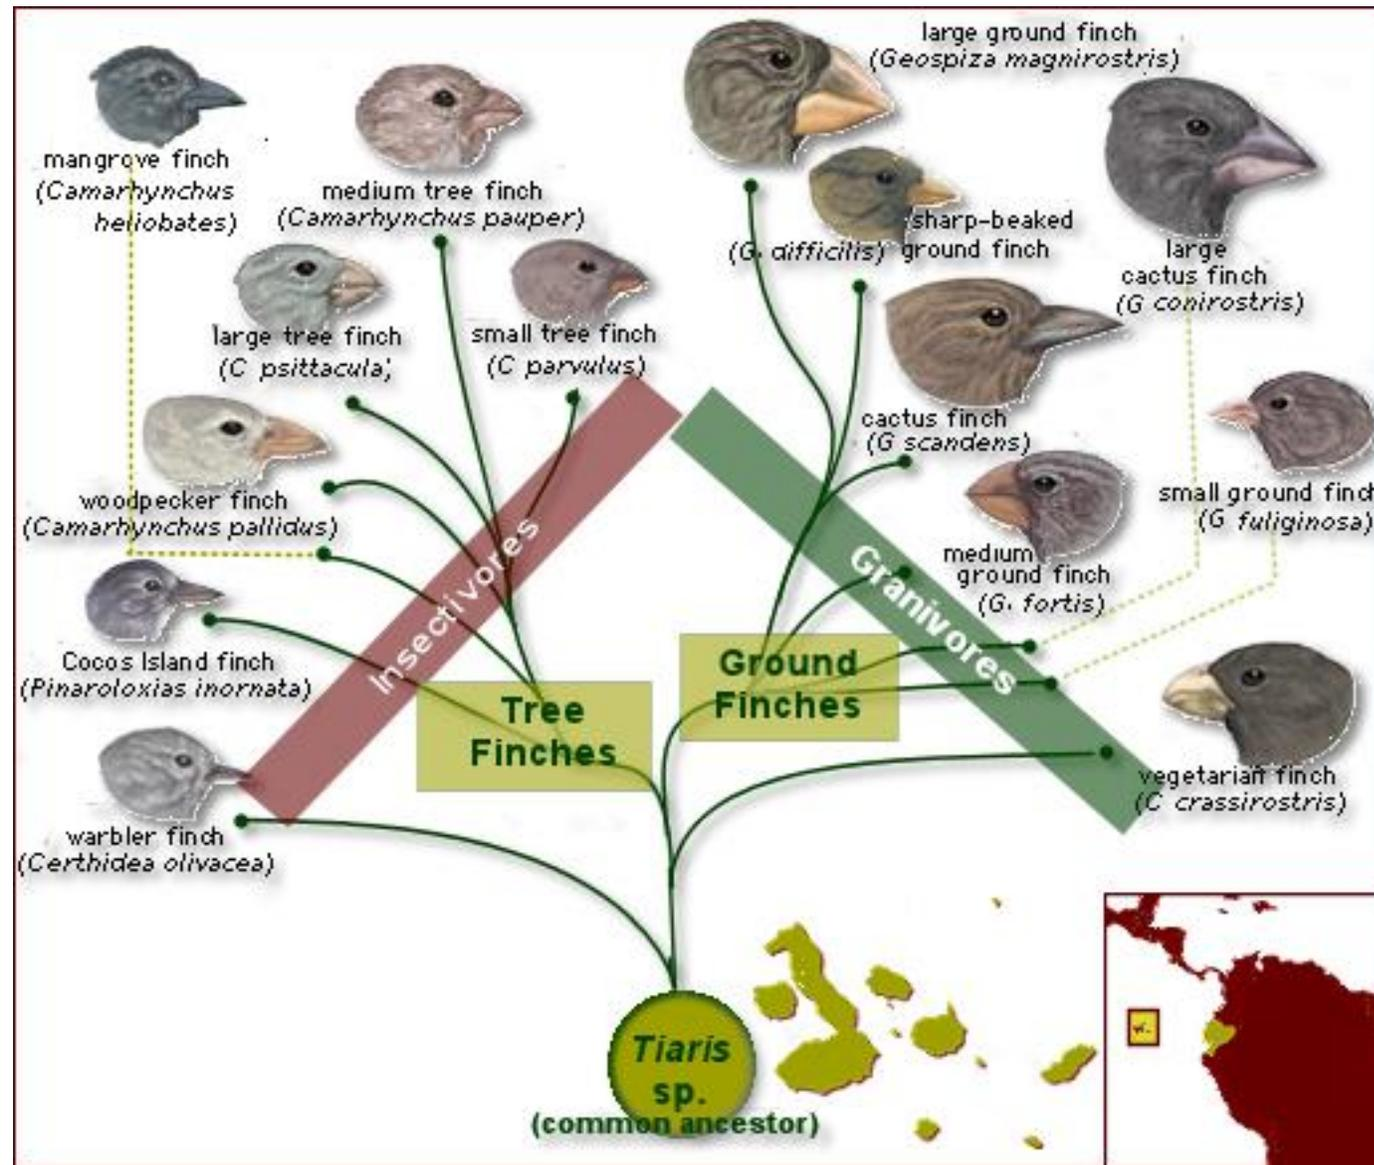 mangrove finch
(Camarhynchus
heliobates)
medium tree finch
(Camarhynchus pauper)
large tree finch
(C psittacula)
small tree finch
(C parvulus)
woodpecker finch
(Camarhynchus pallidus)
Cocos Island finch
(Pinaroloxias inornata)
warbler finch
(Certhidea olivacea)
large ground finch
(Geospiza magnirostris)
sharp-beaked
(G. difficilis) ground finch
large
cactus finch
(G conirostris)
cactus finch
(G scandens)
small ground finch
(G fuliginosa)
medium
ground finch
(G. fortis)
vegetarian finch
(C crassirostris)
Insectivores
Granivores
Tree
Finches
Ground
Finches
Tiaris
sp.
(common ancestor)